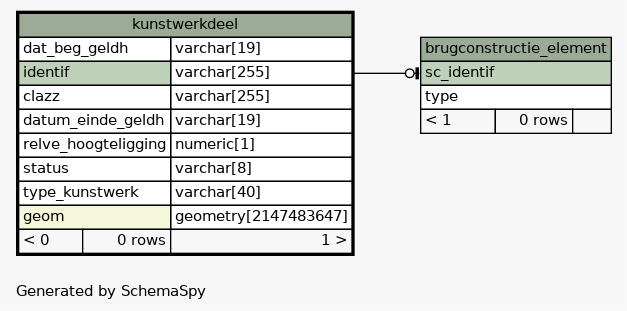 kunstwerkdeel
dat_beg_geldh varchar[19]
identif varchar[255]
clazz varchar[255]
datum_einde_geldh varchar[19]
relve_hoogteligging numeric[1]
status varchar[8]
type_kunstwerk varchar[40]
geom geometry[2147483647]
< 0 0 rows 1 >
brugconstructie_element
sc_identif
type
< 1 0 rows
Generated by SchemaSpy